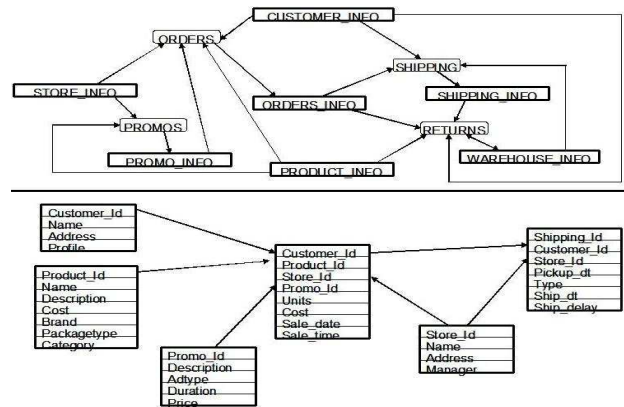 CUSTOMER_INFO
ORDERS
SHIPPING
STORE_INFO
ORDERS_INFO
SHIPPING_INFO
PROMOS
RETURNS
PROMO_INFO
PRODUCT_INFO
WAREHOUSE_INFO
Customer_Id
Name
Address
Profile
Product_Id
Name
Description
Cost
Brand
Packagetype
Category
Promo_Id
Description
Adtype
Duration
Price
Customer_Id
Product_Id
Store_Id
Promo_Id
Units
Cost
Sale_date
Sale_time
Store_Id
Name
Address
Manager
Shipping_Id
Customer_Id
Store_Id
Pickup_dt
Type
Ship_dt
Ship_delay